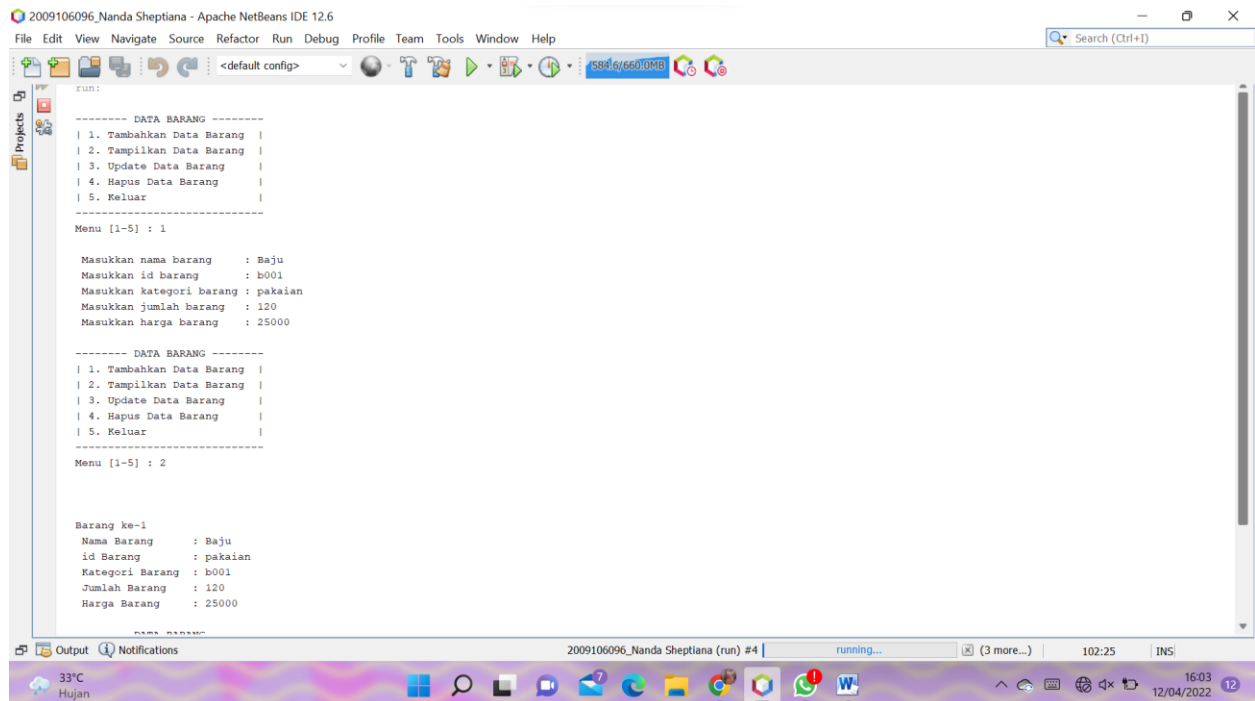 2009106096_Nanda Sheptiana - Apache NetBeans IDE 12.6
File Edit View Navigate Source Refactor Run Debug Profile Team Tools Window Help
Search (Ctrl+I)
<default config>
584.6/660.0MB
Projects
run:
-------- DATA BARANG --------
| 1. Tambahkan Data Barang |
| 2. Tampilkan Data Barang |
| 3. Update Data Barang |
| 4. Hapus Data Barang |
| 5. Keluar |
-----------------------------
Menu [1-5] : 1
Masukkan nama barang : Baju
Masukkan id barang : b001
Masukkan kategori barang : pakaian
Masukkan jumlah barang : 120
Masukkan harga barang : 25000
-------- DATA BARANG --------
| 1. Tambahkan Data Barang |
| 2. Tampilkan Data Barang |
| 3. Update Data Barang |
| 4. Hapus Data Barang |
| 5. Keluar |
-----------------------------
Menu [1-5] : 2
Barang ke-1
Nama Barang : Baju
id Barang : pakaian
Kategori Barang : b001
Jumlah Barang : 120
Harga Barang : 25000
DATA BARANG
Output Notifications
2009106096_Nanda Sheptiana (run) #4 running... (3 more...) 102:25 INS
33°C
Hujan
7
16:03
12/04/2022
12